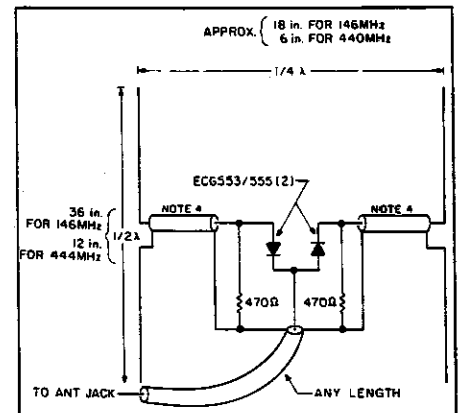 APPROX. { 18 in. FOR 146MHz
6 in. FOR 440MHz
1/4 λ
ECG553/555(2)
36 in.
FOR 146MHz
12 in.
FOR 444MHz
1/2 λ
NOTE 4
NOTE 4
470Ω
470Ω
TO ANT JACK
ANY LENGTH